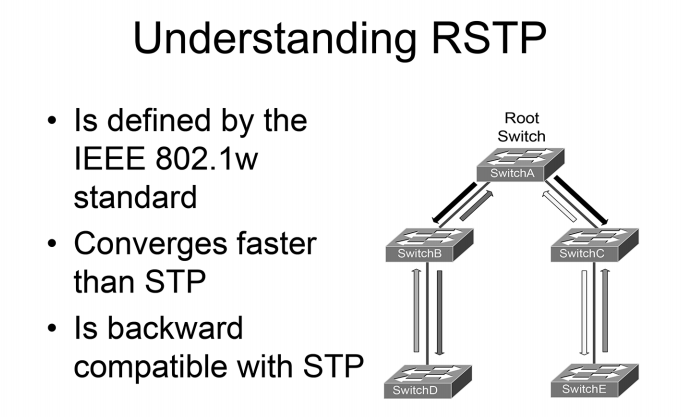 Understanding RSTP
• Is defined by the
IEEE 802.1w
standard
• Converges faster
than STP
• Is backward
compatible with STP
Root
Switch
SwitchA
SwitchB
SwitchC
SwitchD
SwitchE